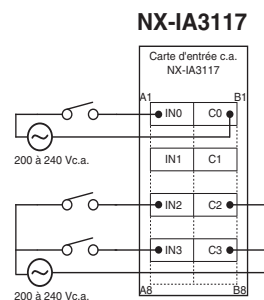 NX-IA3117
Carte d'entrée c.a.
NX-IA3117
A1
B1
IN0
C0
200 à 240 Vc.a.
IN1
C1
IN2
C2
IN3
C3
A8
B8
200 à 240 Vc.a.